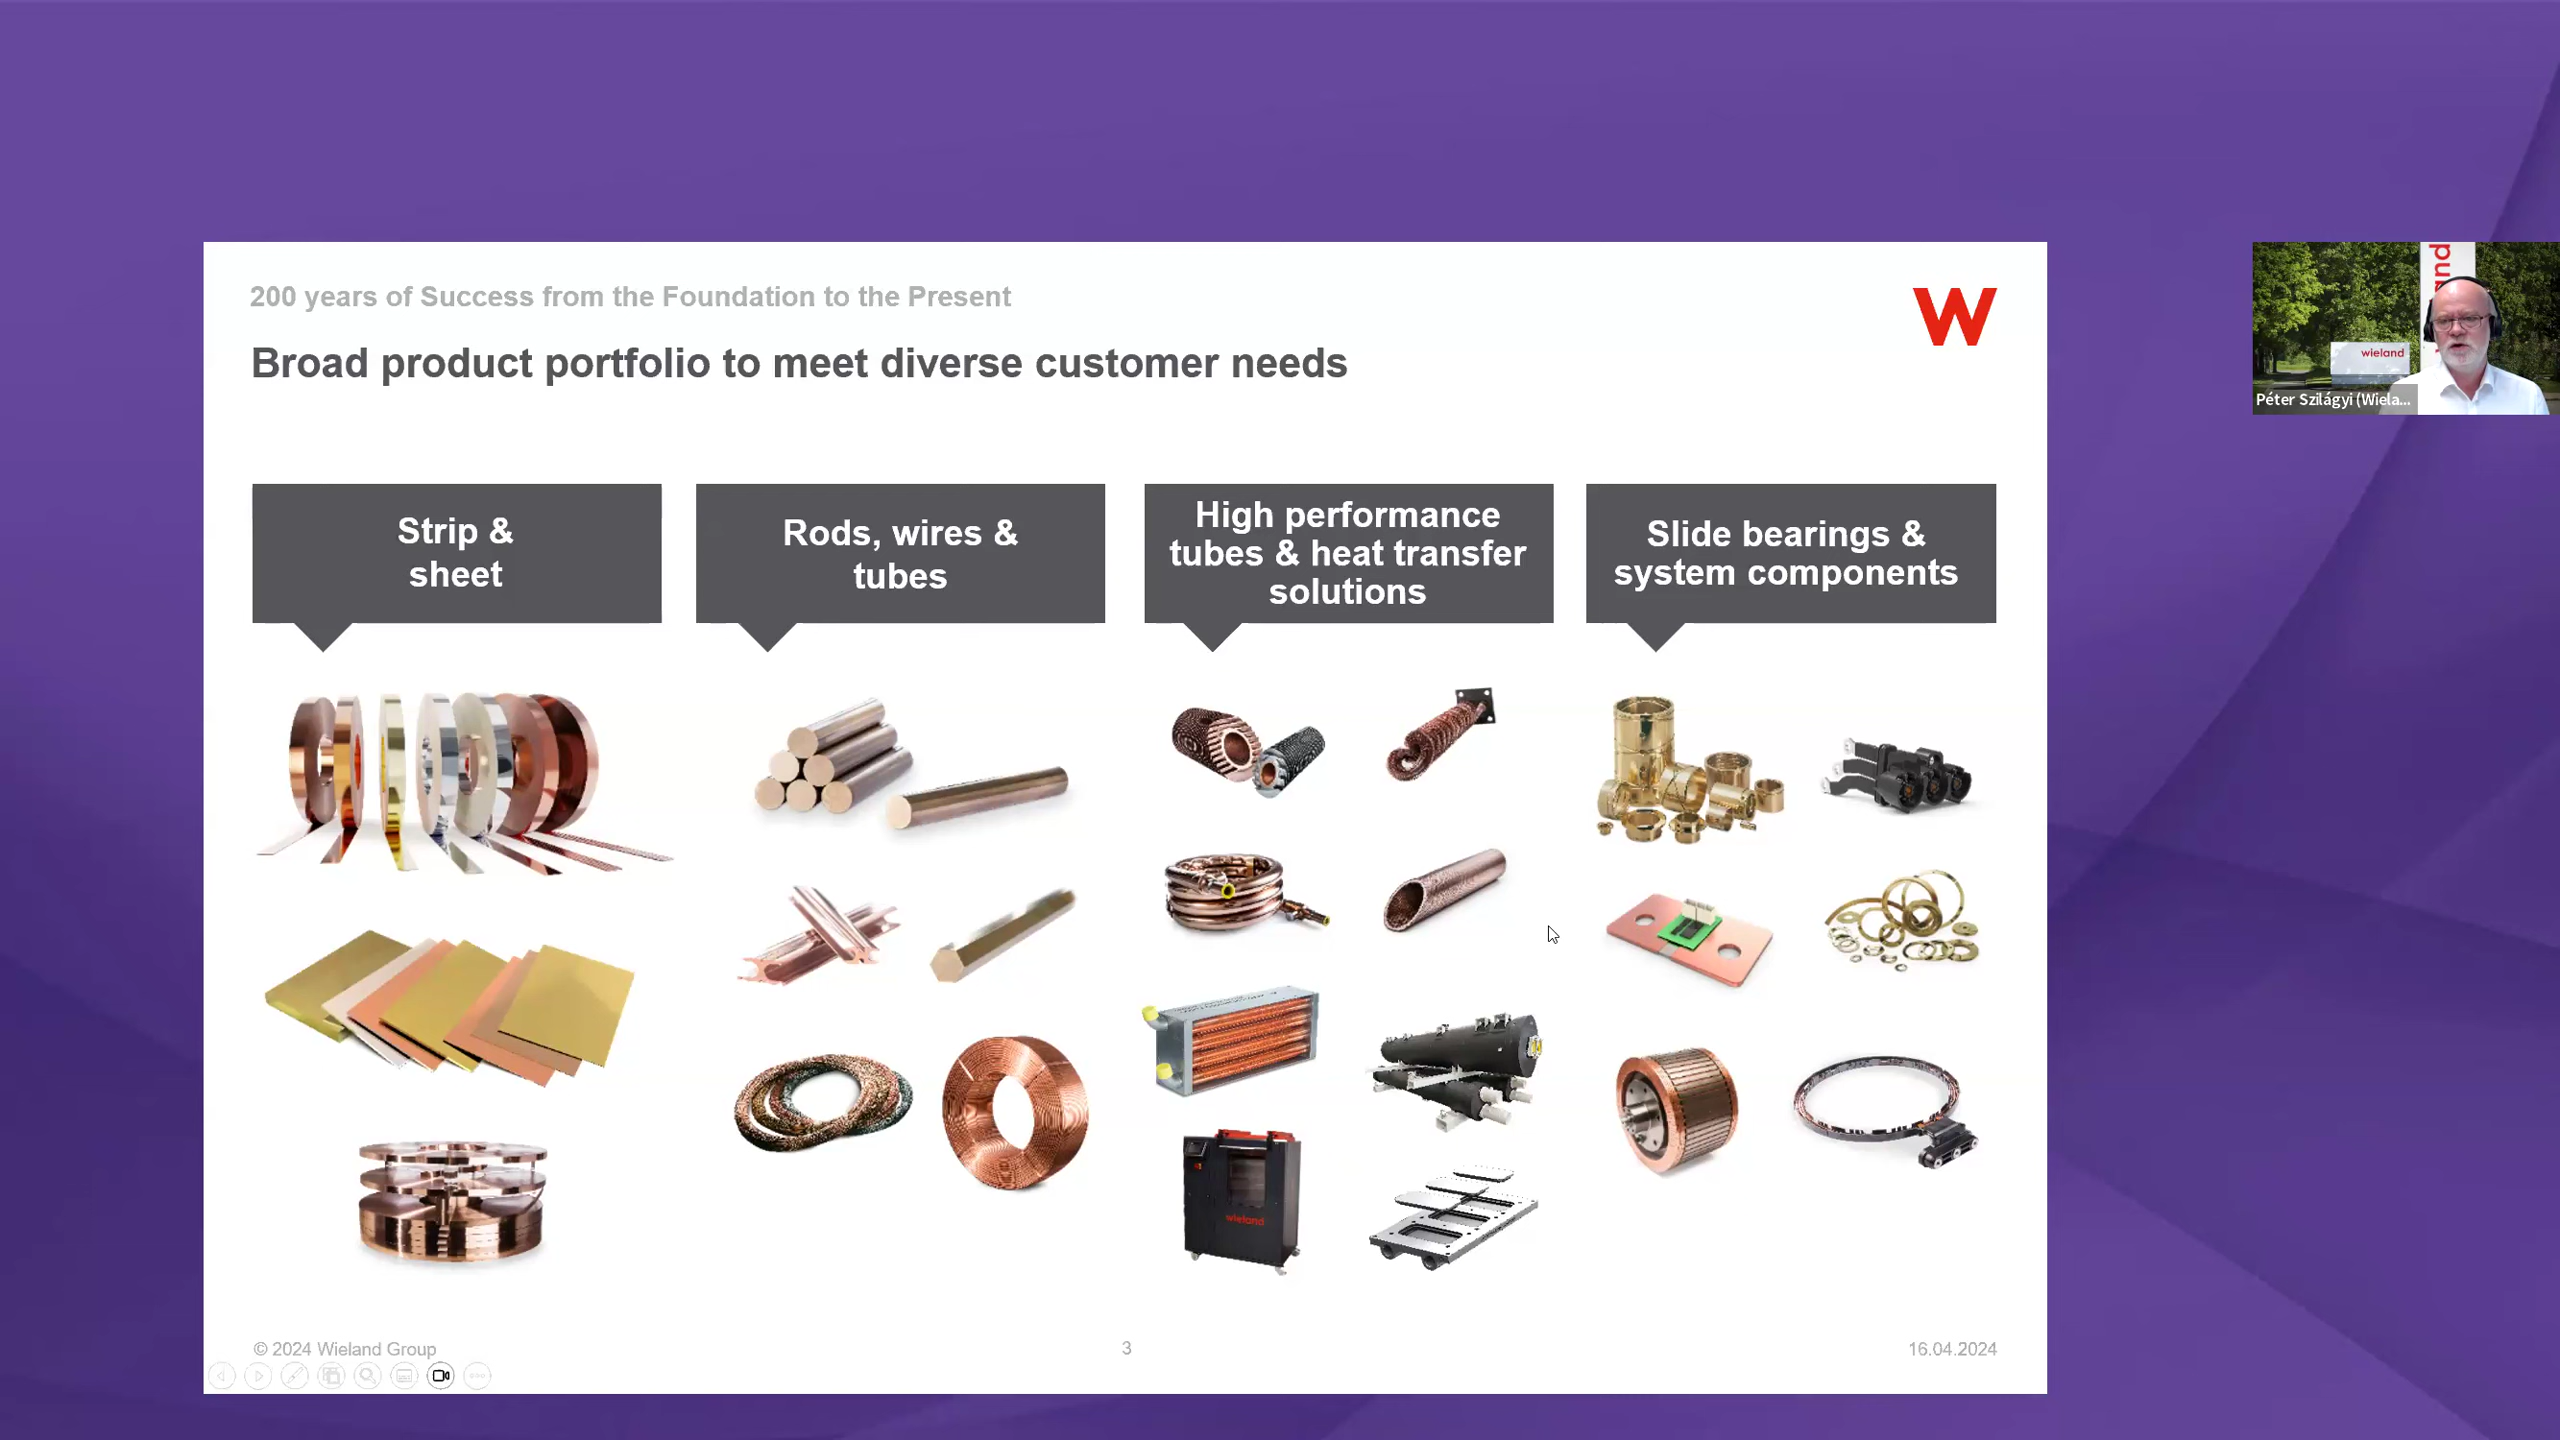 200 years of Success from the Foundation to the Present
W
Broad product portfolio to meet diverse customer needs
wieland
Péter Szilágyi (Wiela...
Strip &
sheet
Rods, wires &
tubes
High performance
tubes & heat transfer
solutions
Slide bearings &
system components
wieland
© 2024 Wieland Group
3
16.04.2024